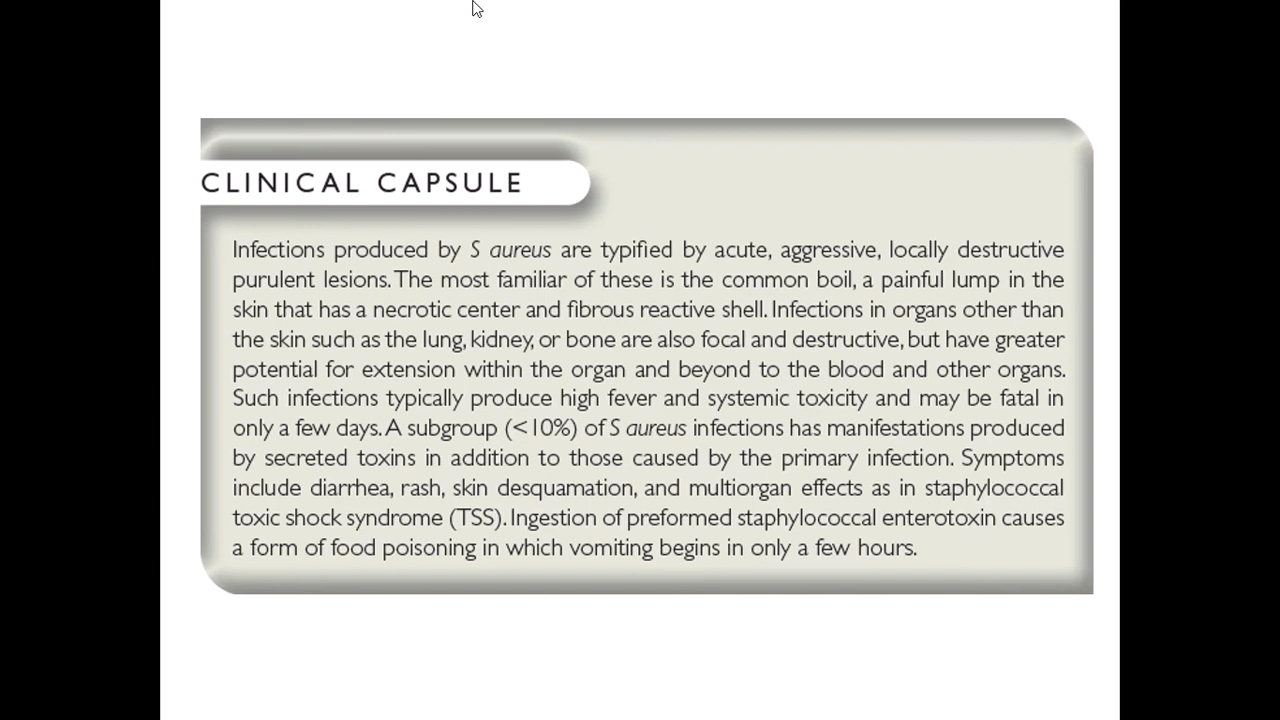 CLINICAL CAPSULE
Infections produced by S aureus are typified by acute, aggressive, locally destructive
purulent lesions. The most familiar of these is the common boil, a painful lump in the
skin that has a necrotic center and fibrous reactive shell. Infections in organs other than
the skin such as the lung, kidney, or bone are also focal and destructive, but have greater
potential for extension within the organ and beyond to the blood and other organs.
Such infections typically produce high fever and systemic toxicity and may be fatal in
only a few days. A subgroup (<10%) of S aureus infections has manifestations produced
by secreted toxins in addition to those caused by the primary infection. Symptoms
include diarrhea, rash, skin desquamation, and multiorgan effects as in staphylococcal
toxic shock syndrome (TSS). Ingestion of preformed staphylococcal enterotoxin causes
a form of food poisoning in which vomiting begins in only a few hours.